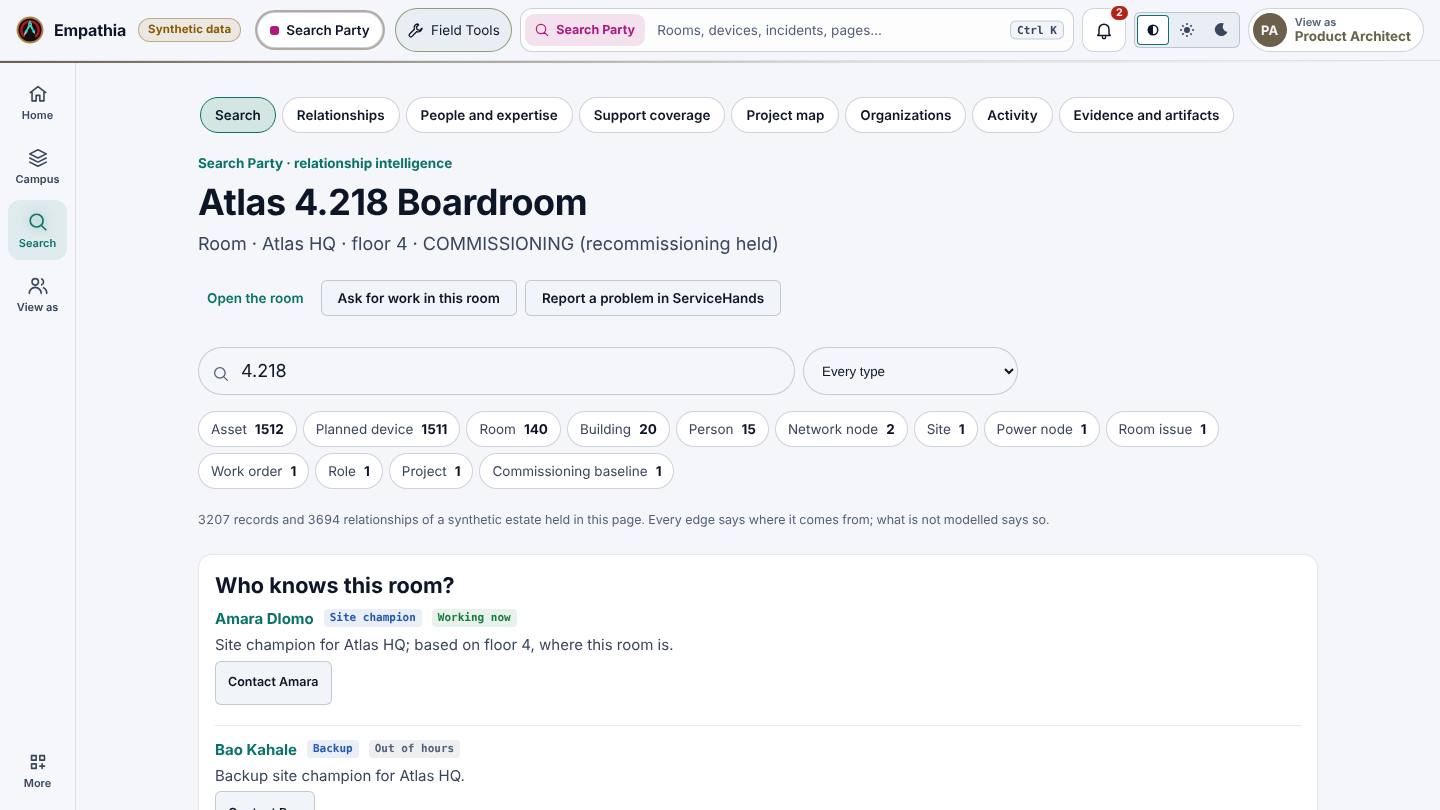 Empathia
Synthetic data
Search Party
Field Tools
Search Party
Rooms, devices, incidents, pages...
Ctrl K
2
PA
View as
Product Architect
Home
Campus
Search
View as
More
Search
Relationships
People and expertise
Support coverage
Project map
Organizations
Activity
Evidence and artifacts
Search Party · relationship intelligence
Atlas 4.218 Boardroom
Room · Atlas HQ · floor 4 · COMMISSIONING (recommissioning held)
Open the room
Ask for work in this room
Report a problem in ServiceHands
4.218
Every type
Asset 1512
Planned device 1511
Room 140
Building 20
Person 15
Network node 2
Site 1
Power node 1
Room issue 1
Work order 1
Role 1
Project 1
Commissioning baseline 1
3207 records and 3694 relationships of a synthetic estate held in this page. Every edge says where it comes from; what is not modelled says so.
Who knows this room?
Amara Dlomo Site champion Working now
Site champion for Atlas HQ; based on floor 4, where this room is.
Contact Amara
Bao Kahale Backup Out of hours
Backup site champion for Atlas HQ.